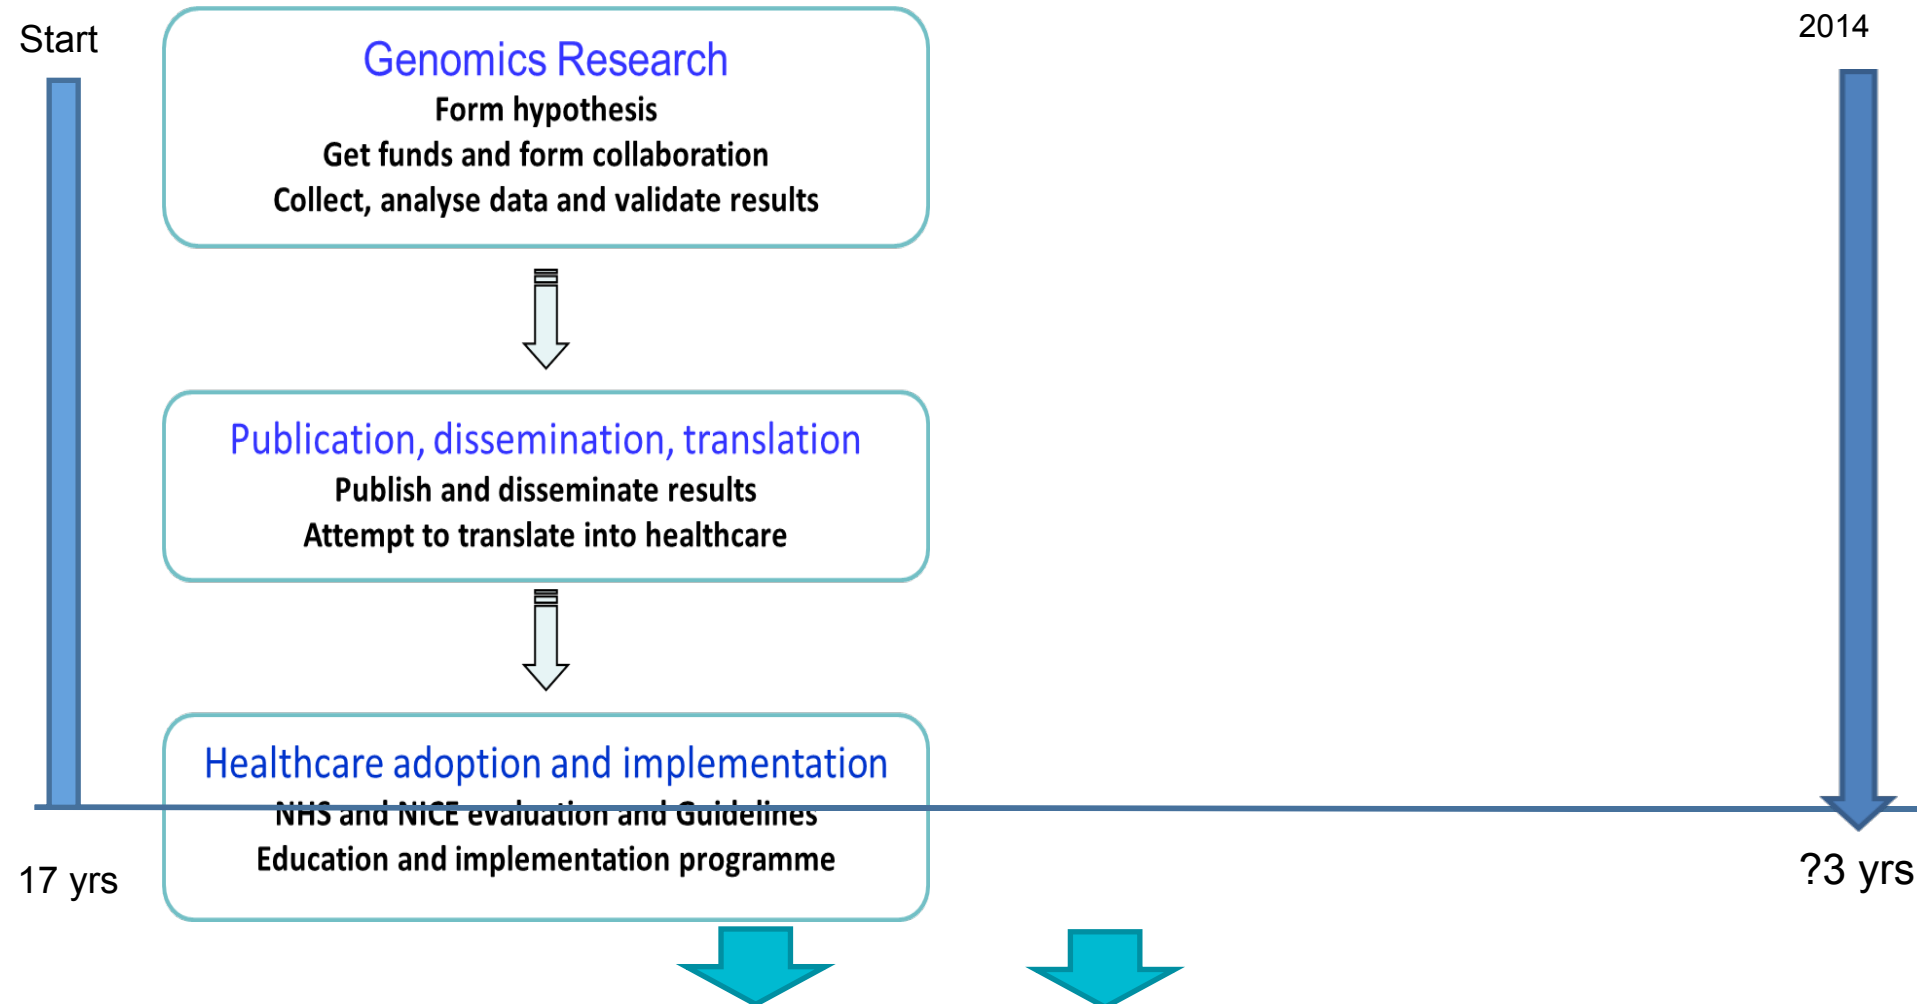 Start
2014
Genomics Research
Form hypothesis
Get funds and form collaboration
Collect, analyse data and validate results
Publication, dissemination, translation
Publish and disseminate results
Attempt to translate into healthcare
Healthcare adoption and implementation
NHS and NICE evaluation and Guidelines
Education and implementation programme
17 yrs
?3 yrs